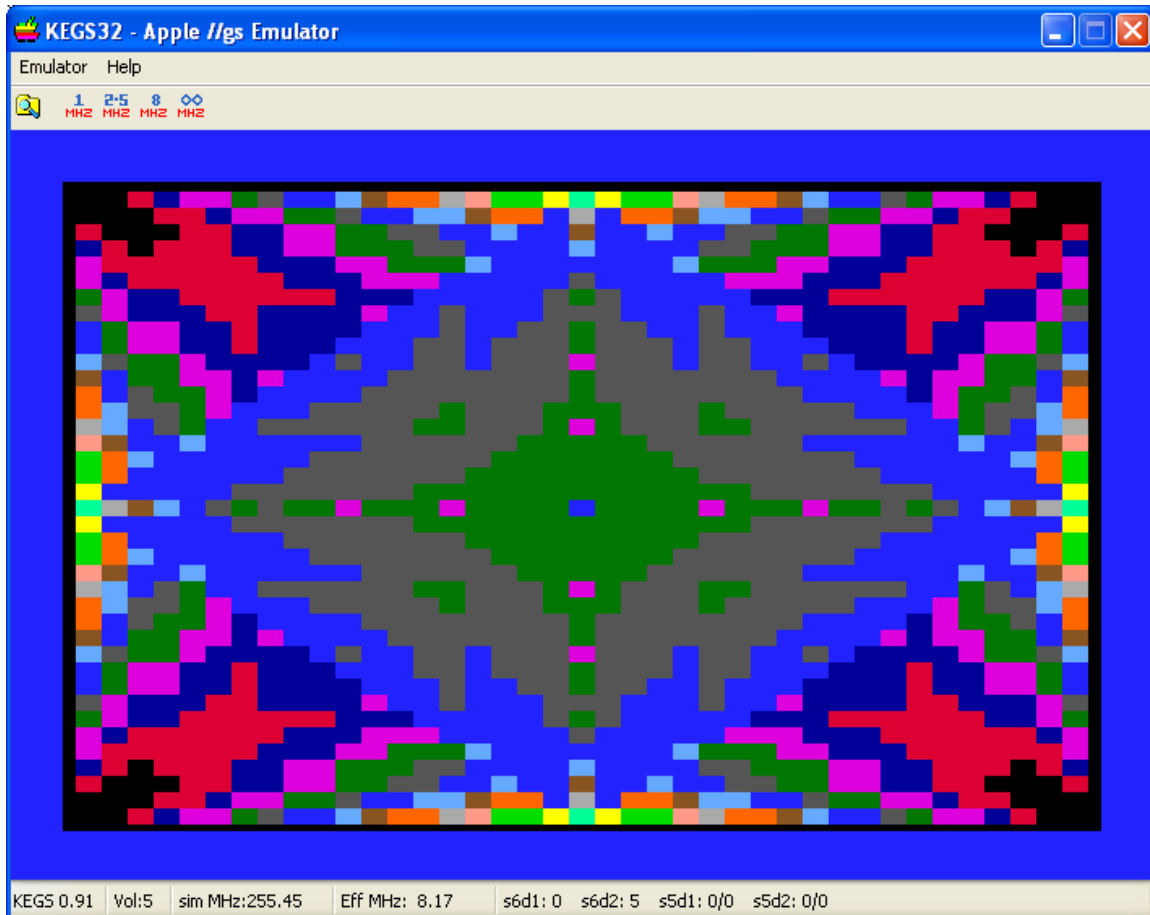 KEGS32 - Apple //gs Emulator
Emulator Help
1 MHZ 2·5 MHZ 8 MHZ ∞ MHZ
KEGS 0.91 Vol:5 sim MHz:255.45 Eff MHz: 8.17 s6d1: 0 s6d2: 5 s5d1: 0/0 s5d2: 0/0